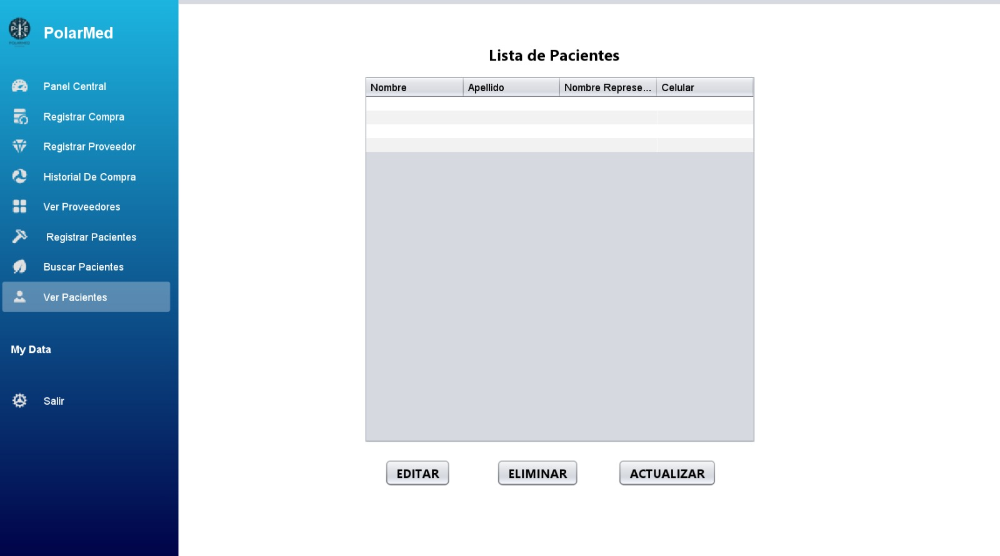 PolarMed
Panel Central
Registrar Compra
Registrar Proveedor
Historial De Compra
Ver Proveedores
Registrar Pacientes
Buscar Pacientes
Ver Pacientes
My Data
Salir
Lista de Pacientes
Nombre Apellido Nombre Represe... Celular
EDITAR ELIMINAR ACTUALIZAR